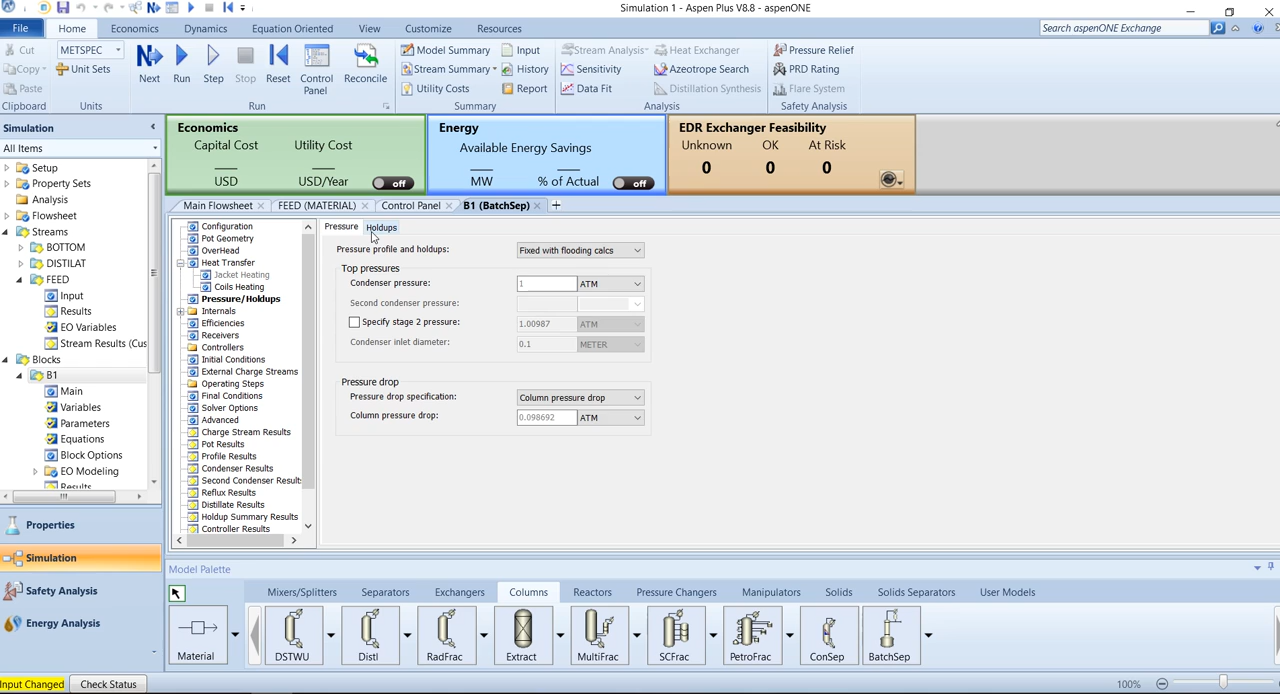 Simulation 1 - Aspen Plus V8.8 - aspenONE
File Home Economics Dynamics Equation Oriented View Customize Resources Search aspenONE Exchange
Cut METSPEC Model Summary Input Stream Analysis Heat Exchanger Pressure Relief
Copy Unit Sets Next Run Step Stop Reset Control Panel Reconcile Stream Summary History Sensitivity Azeotrope Search PRD Rating
Paste Utility Costs Report Data Fit Distillation Synthesis Flare System
Clipboard Units Run Summary Analysis Safety Analysis
Simulation
All Items
Setup
Property Sets
Analysis
Flowsheet
Streams
BOTTOM
DISTILAT
FEED
Input
Results
EO Variables
Stream Results (Cus
Blocks
B1
Main
Variables
Parameters
Equations
Block Options
EO Modeling
Results
Properties
Simulation
Safety Analysis
Energy Analysis
Economics
Capital Cost Utility Cost
USD USD/Year off
Energy
Available Energy Savings
MW % of Actual off
EDR Exchanger Feasibility
Unknown OK At Risk
0 0 0
Main Flowsheet FEED (MATERIAL) Control Panel B1 (BatchSep)
Configuration
Pot Geometry
OverHead
Heat Transfer
Jacket Heating
Coils Heating
Pressure/Holdups
Internals
Efficiencies
Receivers
Controllers
Initial Conditions
External Charge Streams
Operating Steps
Final Conditions
Solver Options
Advanced
Charge Stream Results
Pot Results
Profile Results
Condenser Results
Second Condenser Result
Reflux Results
Distillate Results
Holdup Summary Results
Controller Results
Pressure Holdups
Pressure profile and holdups: Fixed with flooding calcs
Top pressures
Condenser pressure: 1 ATM
Second condenser pressure:
Specify stage 2 pressure: 1.00987 ATM
Condenser inlet diameter: 0.1 METER
Pressure drop
Pressure drop specification: Column pressure drop
Column pressure drop: 0.098692 ATM
Model Palette
Mixers/Splitters Separators Exchangers Columns Reactors Pressure Changers Manipulators Solids Solids Separators User Models
Material DSTWU Distl RadFrac Extract MultiFrac SCFrac PetroFrac ConSep BatchSep
Input Changed Check Status 100%